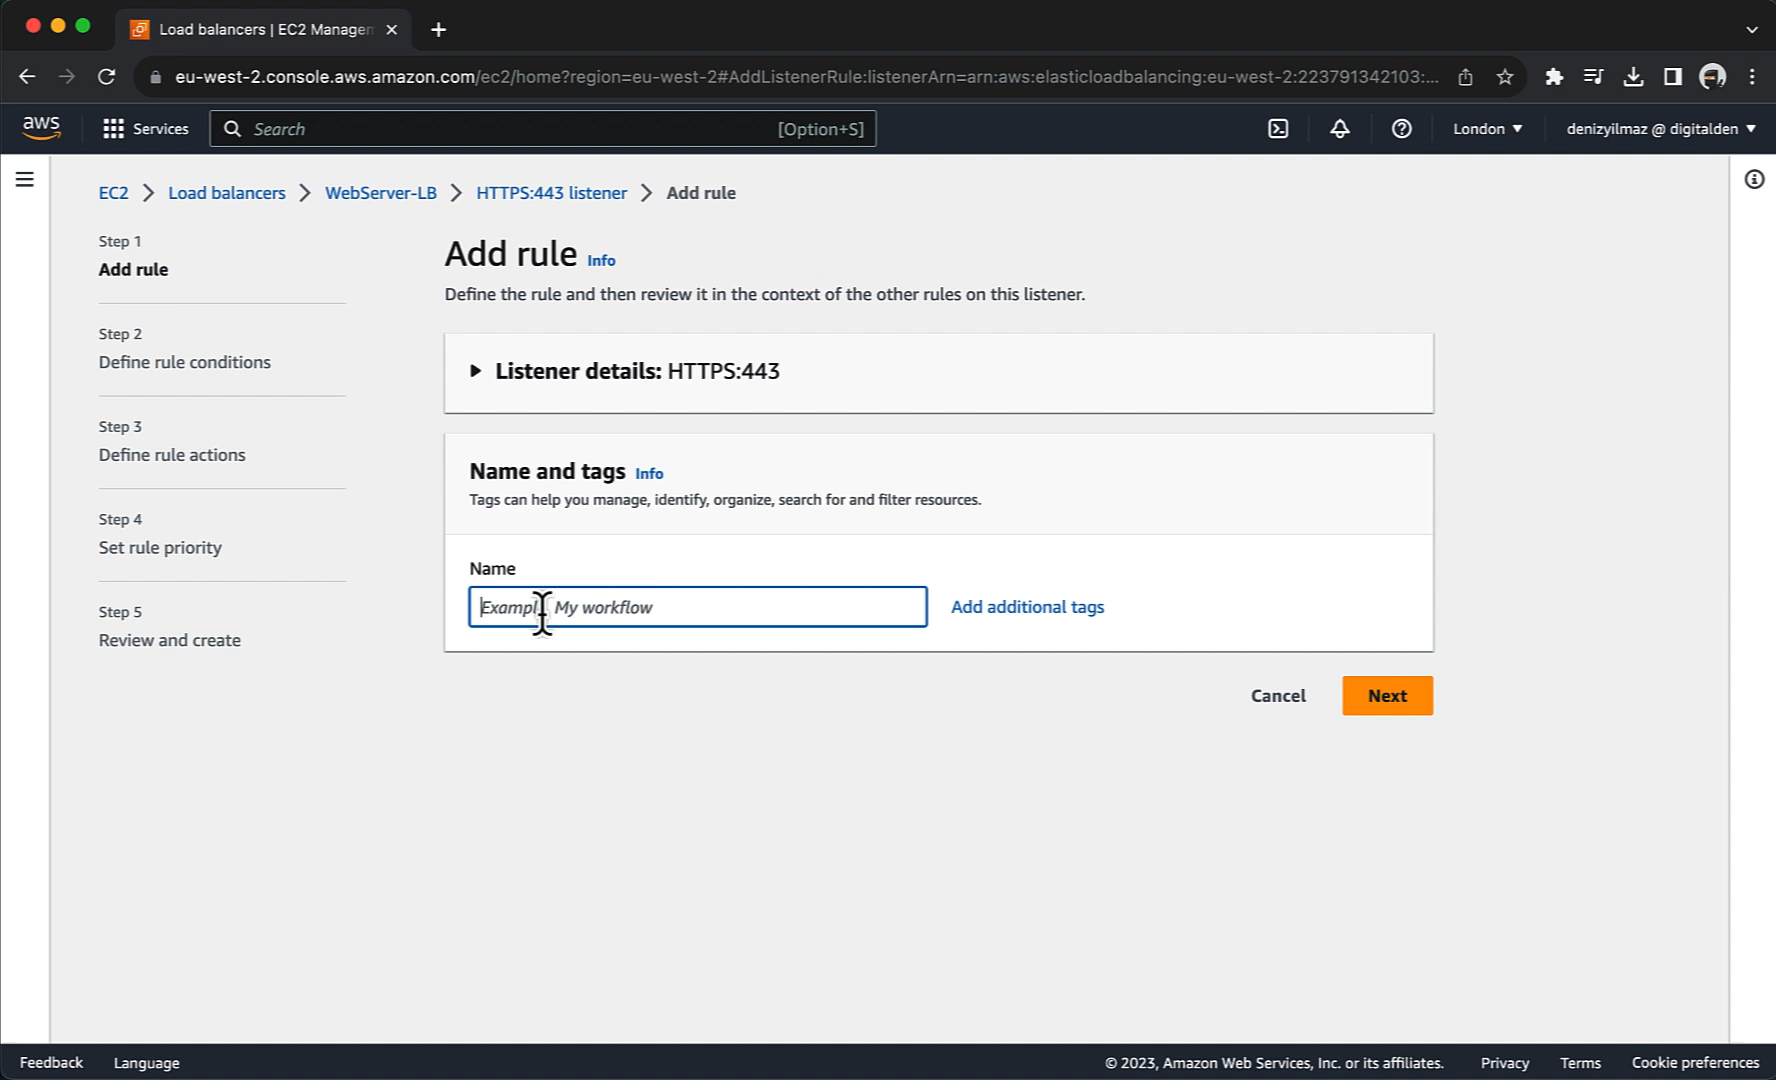 Load balancers | EC2 Managem
eu-west-2.console.aws.amazon.com/ec2/home?region=eu-west-2#AddListenerRule:listenerArn=arn:aws:elasticloadbalancing:eu-west-2:223791342103:...
aws Services Search [Option+S] London denizyilmaz @ digitalden
EC2 Load balancers WebServer-LB HTTPS:443 listener Add rule
Step 1
Add rule
Step 2
Define rule conditions
Step 3
Define rule actions
Step 4
Set rule priority
Step 5
Review and create
Add rule Info
Define the rule and then review it in the context of the other rules on this listener.
Listener details: HTTPS:443
Name and tags Info
Tags can help you manage, identify, organize, search for and filter resources.
Name
Exampl My workflow Add additional tags
Cancel Next
Feedback Language © 2023, Amazon Web Services, Inc. or its affiliates. Privacy Terms Cookie preferences